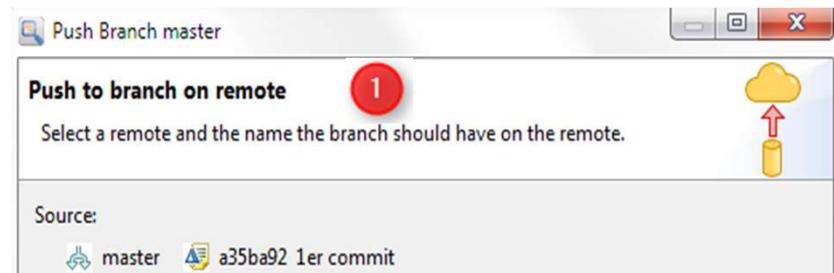 Push Branch master
Push to branch on remote
1
Select a remote and the name the branch should have on the remote.
Source:
master a35ba92 1er commit